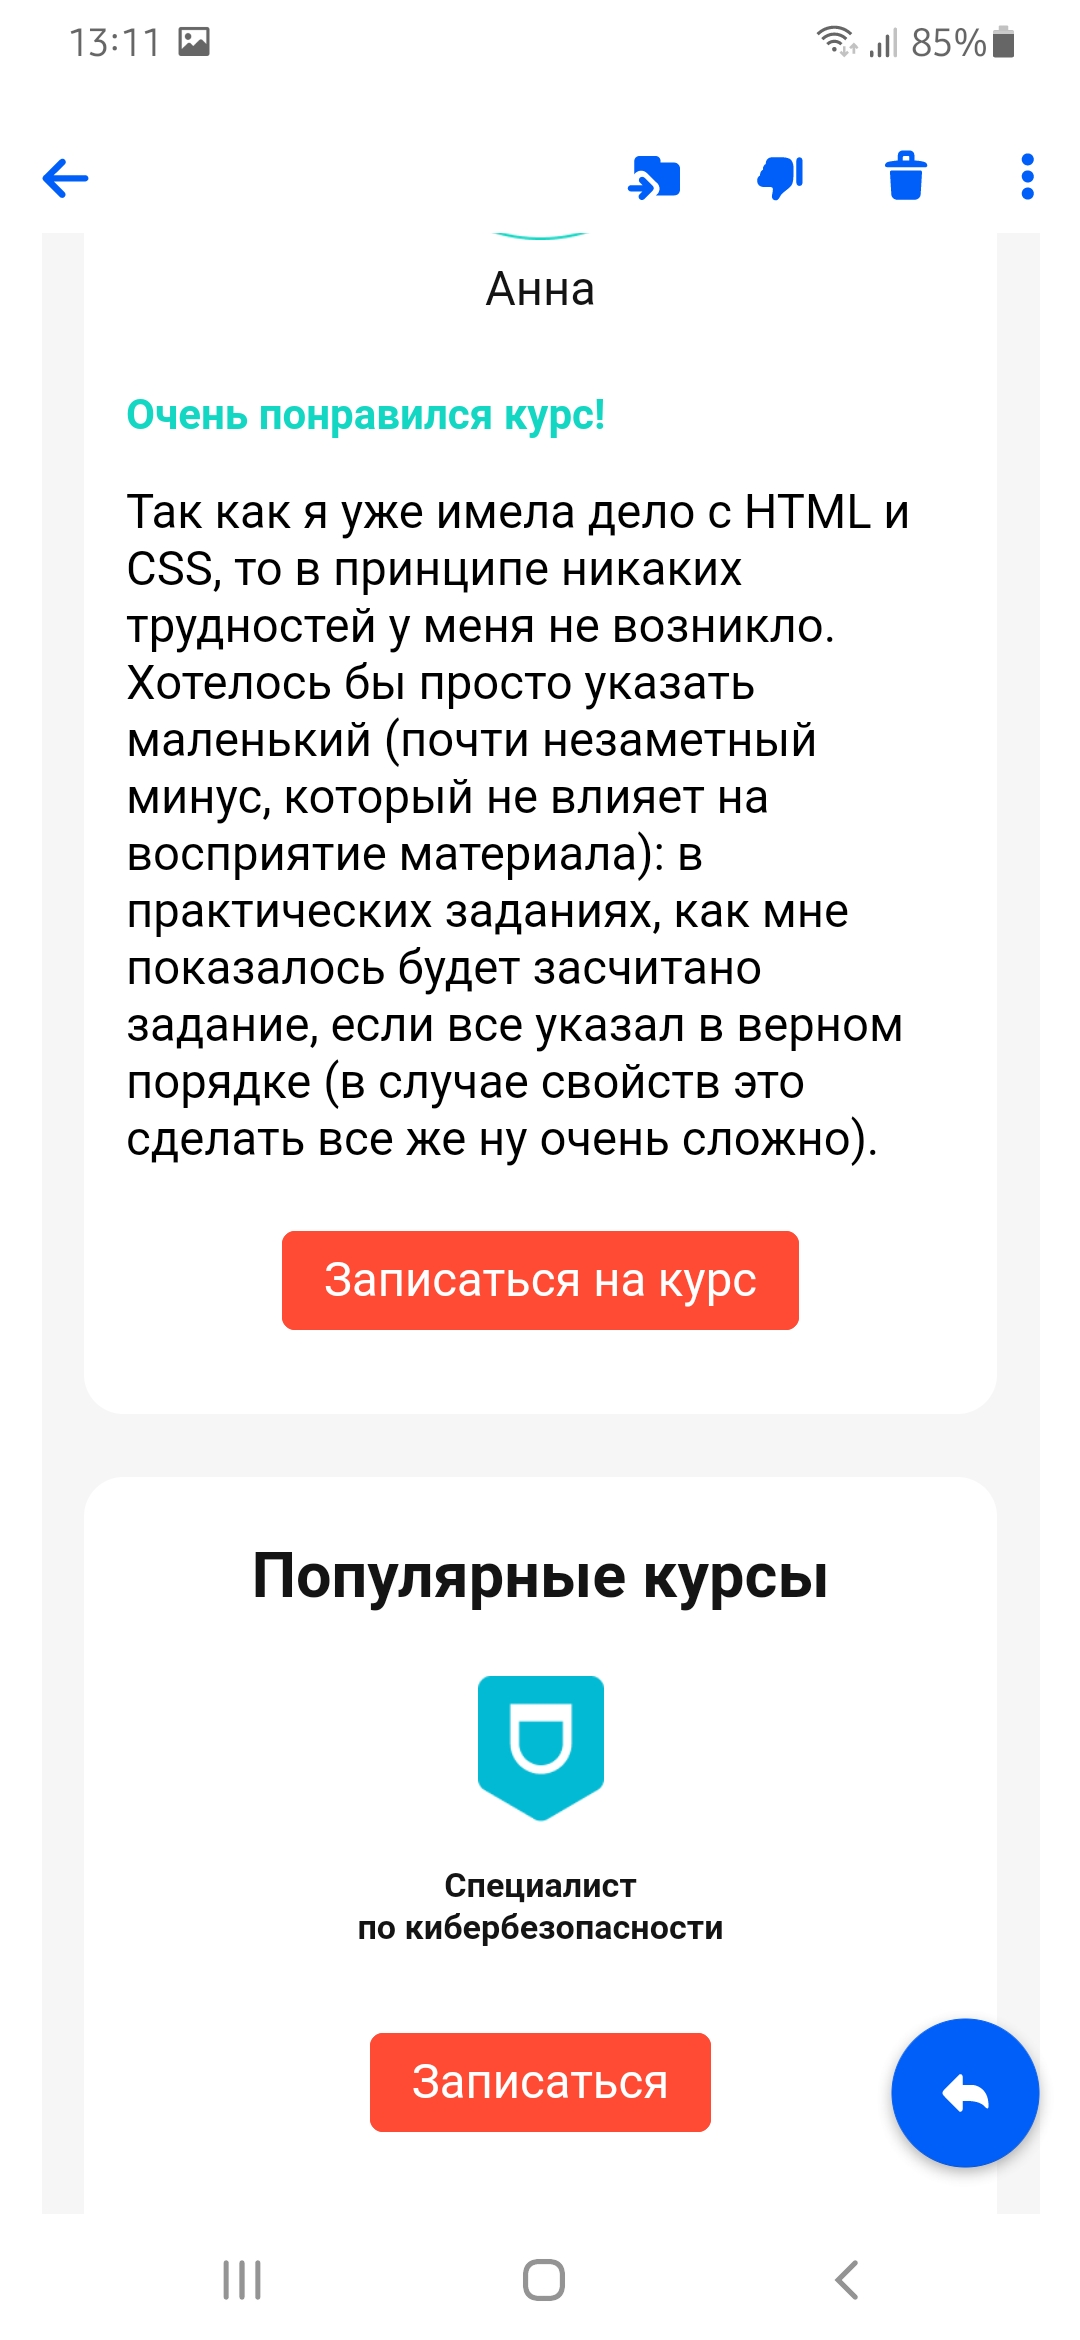 13:11
85%
Анна
Очень понравился курс!
Так как я уже имела дело с HTML и
CSS, то в принципе никаких
трудностей у меня не возникло.
Хотелось бы просто указать
маленький (почти незаметный
минус, который не влияет на
восприятие материала): в
практических заданиях, как мне
показалось будет засчитано
задание, если все указал в верном
порядке (в случае свойств это
сделать все же ну очень сложно).
Записаться на курс
Популярные курсы
Специалист
по кибербезопасности
Записаться